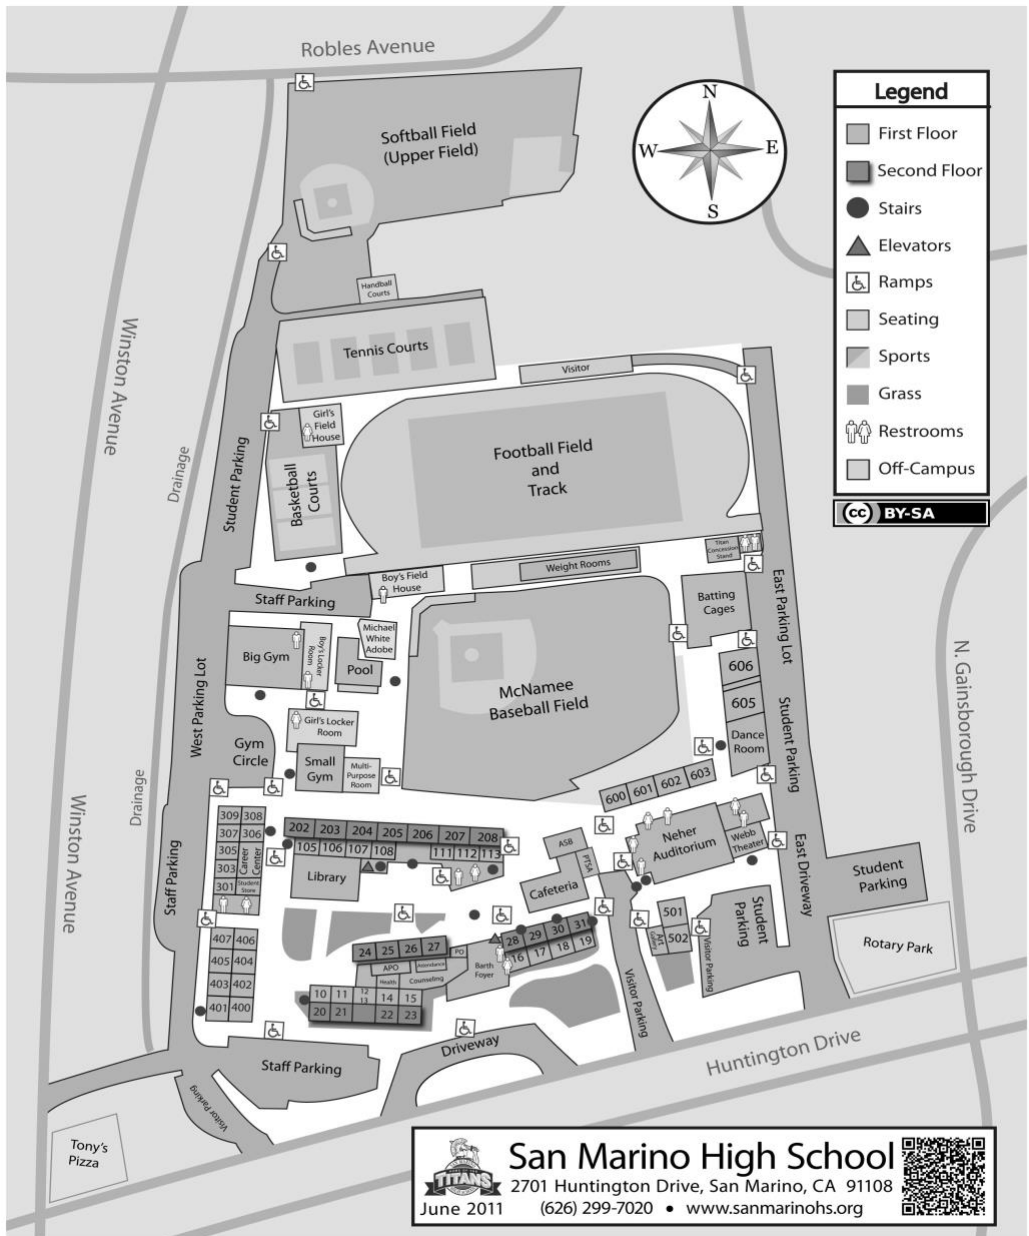 Robles Avenue
Softball Field
(Upper Field)
N
W
E
S
Legend
First Floor
Second Floor
Stairs
Elevators
Ramps
Seating
Sports
Grass
Restrooms
Off-Campus
CC BY-SA
Handball
Courts
Tennis Courts
Visitor
Winston Avenue
Drainage
Student Parking
Girl's
Field
House
Basketball
Courts
Football Field
and
Track
Titan
Concession
Stand
Weight Rooms
Boy's Field
House
Staff Parking
Batting
Cages
East Parking Lot
Michael
White
Adobe
Big Gym
Boy's Locker
Room
Pool
McNamee
Baseball Field
606
605
Dance
Room
Student Parking
N. Gainsborough Drive
West Parking Lot
Gym
Circle
Girl's Locker
Room
Small
Gym
Multi-
Purpose
Room
600
601
602
603
Drainage
Winston Avenue
Staff Parking
309
308
307
306
305
303
301
Career
Center
Student
Store
202
203
204
205
206
207
208
105
106
107
108
111
112
113
Library
ASB
PTSA
Cafeteria
Neher
Auditorium
Webb
Theater
East Driveway
Student
Parking
Rotary Park
Student
Parking
501
502
Art
Gallery
Visitor Parking
407
406
405
404
403
402
401
400
24
25
26
27
APO
Attendance
PO
Health
Counseling
Barth
Foyer
28
29
30
31
16
17
18
19
10
11
12
13
14
15
20
21
22
23
Visitor Parking
Driveway
Staff Parking
Visitor Parking
Huntington Drive
Tony's
Pizza
TITANS
June 2011
San Marino High School
2701 Huntington Drive, San Marino, CA 91108
(626) 299-7020 • www.sanmarinohs.org